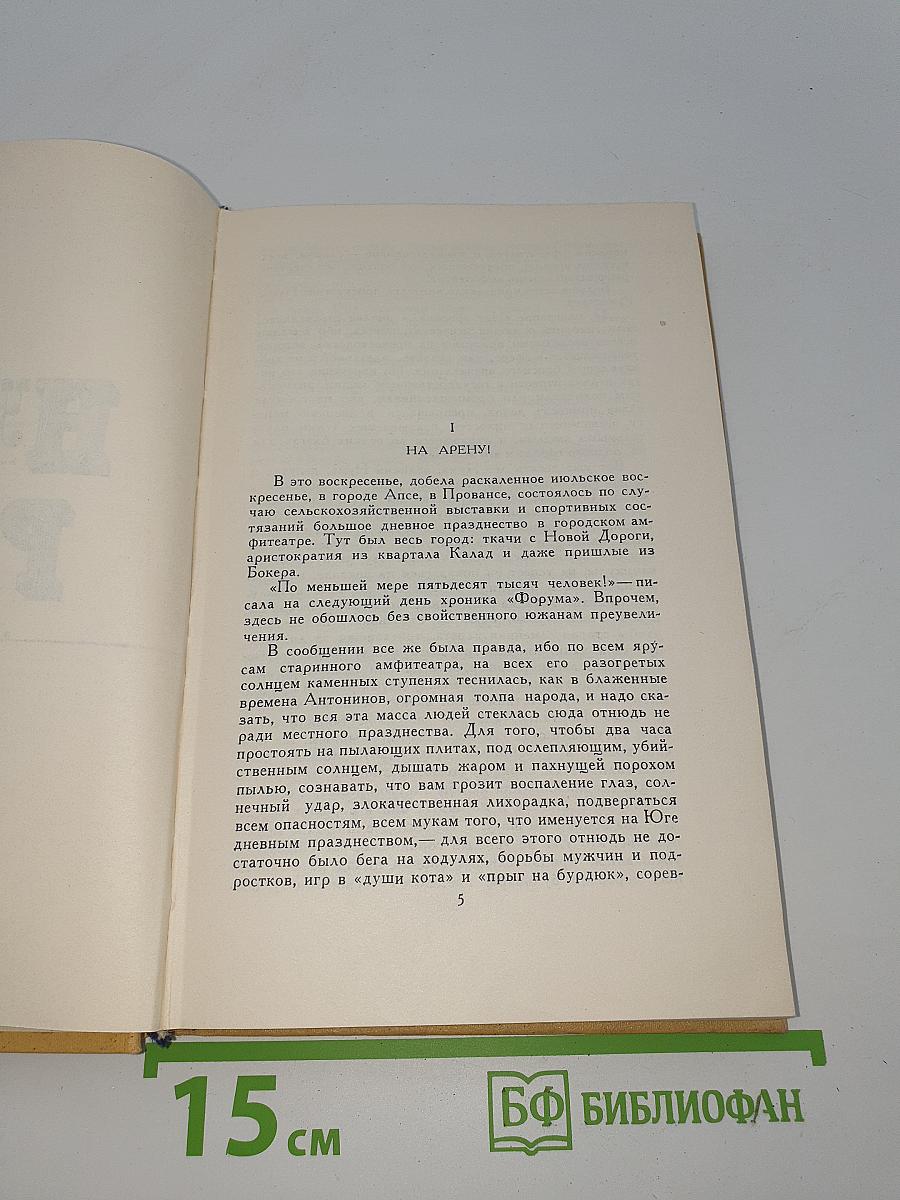 I
НА АРЕНУ!
В это воскресенье, добела раскаленное июльское вос-
кресенье, в городе Апсе, в Провансе, состоялось по слу-
чаю сельскохозяйственной выставки и спортивных сос-
тязаний большое дневное празднество в городском ам-
фитеатре. Тут был весь город: ткачи с Новой Дороги,
аристократия из квартала Калад и даже пришлые из
Бокера.
«По меньшей мере пятьдесят тысяч человек!»— пи-
сала на следующий день хроника «Форума». Впрочем,
здесь не обошлось без свойственного южанам преувели-
чения.
В сообщении все же была правда, ибо по всем яру́-
сам старинного амфитеатра, на всех его разогретых
солнцем каменных ступенях теснилась, как в блаженные
времена Антонинов, огромная толпа народа, и надо ска-
зать, что вся эта масса людей стеклась сюда отнюдь не
ради местного празднества. Для того, чтобы два часа
простоять на пылающих плитах, под ослепляющим, убий-
ственным солнцем, дышать жаром и пахнущей порохом
пылью, сознавать, что вам грозит воспаление глаз, сол-
нечный удар, злокачественная лихорадка, подвергаться
всем опасностям, всем мукам того, что именуется на Юге
дневным празднеством,— для всего этого отнюдь не до-
статочно было бега на ходулях, борьбы мужчин и под-
ростков, игр в «души кота» и «прыг на бурдюк», сорев-
5
15 см
БФ БИБЛИОФАН